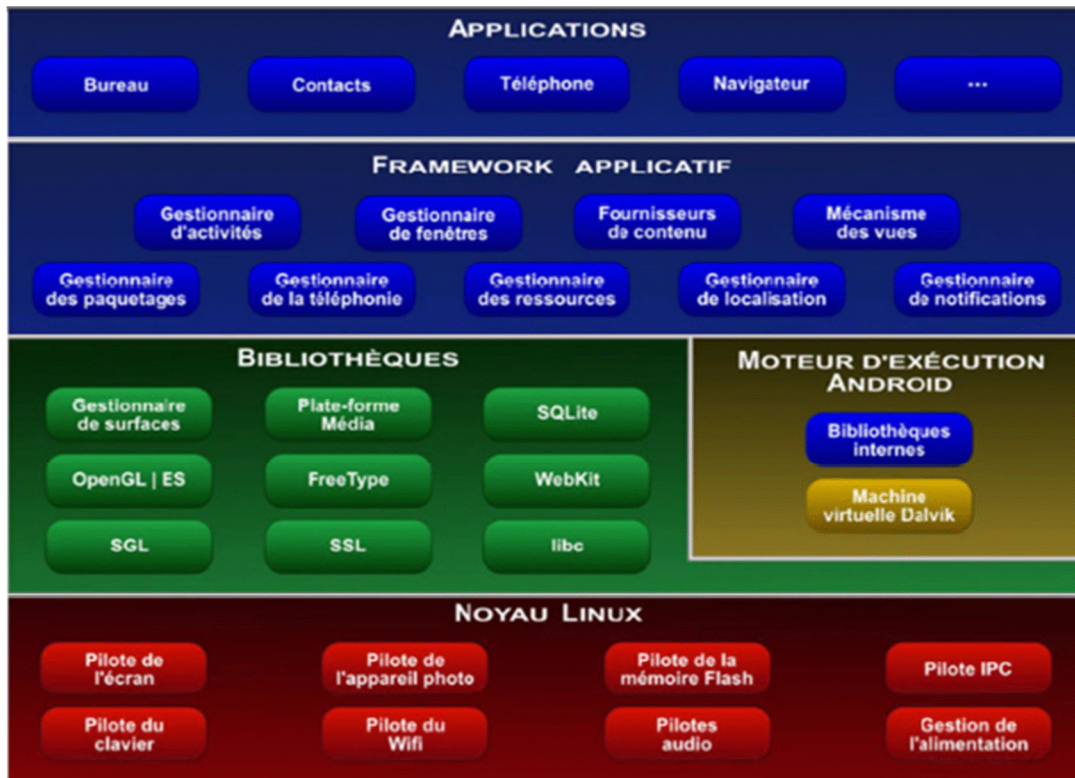 APPLICATIONS
Bureau
Contacts
Téléphone
Navigateur
...
FRAMEWORK APPLICATIF
Gestionnaire
d'activités
Gestionnaire
de fenêtres
Fournisseurs
de contenu
Mécanisme
des vues
Gestionnaire
des paquetages
Gestionnaire
de la téléphonie
Gestionnaire
des ressources
Gestionnaire
de localisation
Gestionnaire
de notifications
BIBLIOTHÈQUES
Gestionnaire
de surfaces
Plate-forme
Média
SQLite
OpenGL | ES
FreeType
WebKit
SGL
SSL
libc
MOTEUR D'EXÉCUTION
ANDROID
Bibliothèques
internes
Machine
virtuelle Dalvik
NOYAU LINUX
Pilote de
l'écran
Pilote de
l'appareil photo
Pilote de la
mémoire Flash
Pilote IPC
Pilote du
clavier
Pilote du
Wifi
Pilotes
audio
Gestion de
l'alimentation